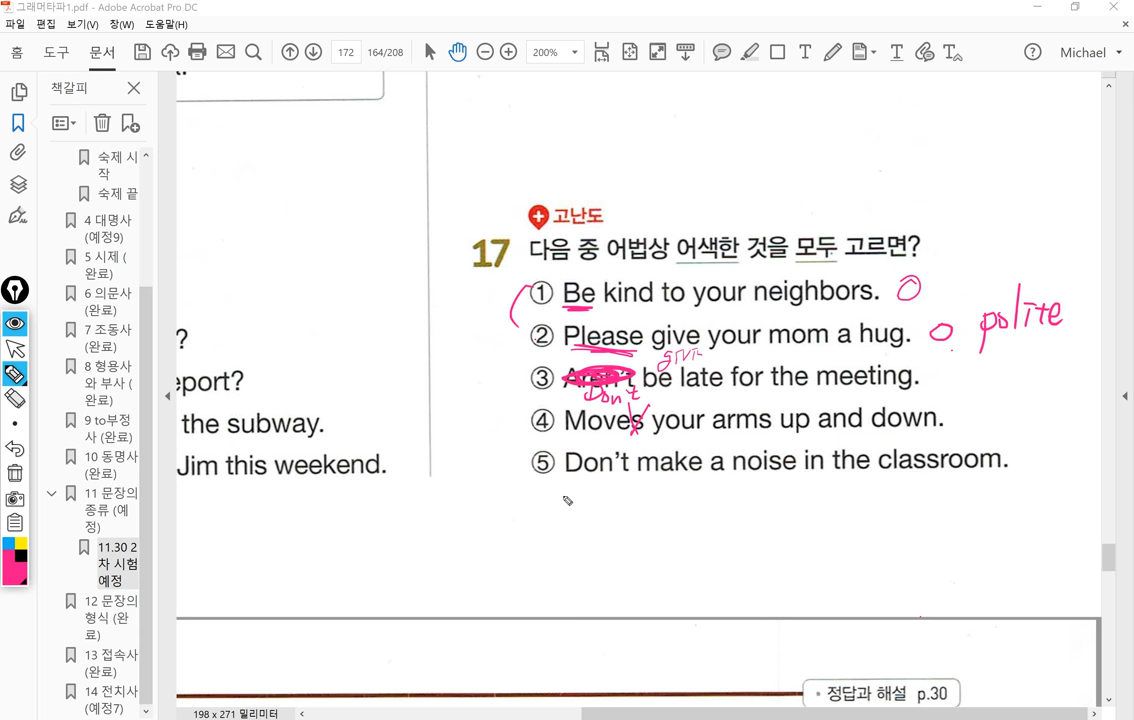 그래머타파1.pdf - Adobe Acrobat Pro DC
파일 편집 보기(V) 창(W) 도움말(H)
홈 도구 문서 172 164/208 200% Michael
책갈피
숙제 시
작
숙제 끝
4 대명사
(예정9)
5 시제 (
완료)
6 의문사
(완료)
7 조동사
(완료)
8 형용사
와 부사 (
완료)
9 to부정
사 (완료)
10 동명사
(완료)
11 문장의
종류 (예
정)
11.30 2
차 시험
예정
12 문장의
형식 (완
료)
13 접속사
(완료)
14 전치사
(예정7)
?
eport?
the subway.
Jim this weekend.
고난도
17 다음 중 어법상 어색한 것을 모두 고르면?
① Be kind to your neighbors.
② Please give your mom a hug. polite
③ Aren't be late for the meeting.
Don't
④ Moves your arms up and down.
⑤ Don't make a noise in the classroom.
• 정답과 해설 p.30
198 x 271 밀리미터